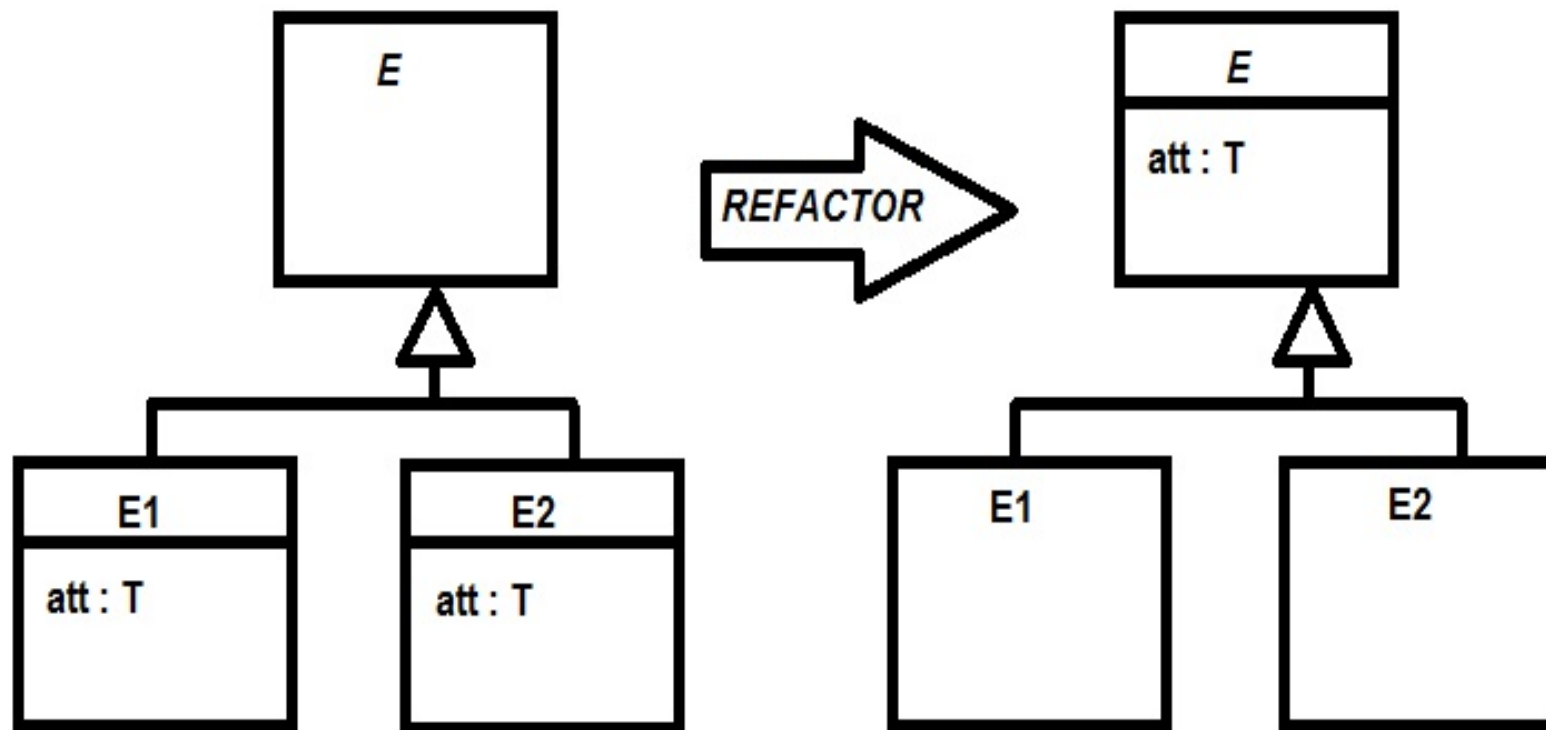 E
E1
att : T
E2
att : T
REFACTOR
E
att : T
E1
E2